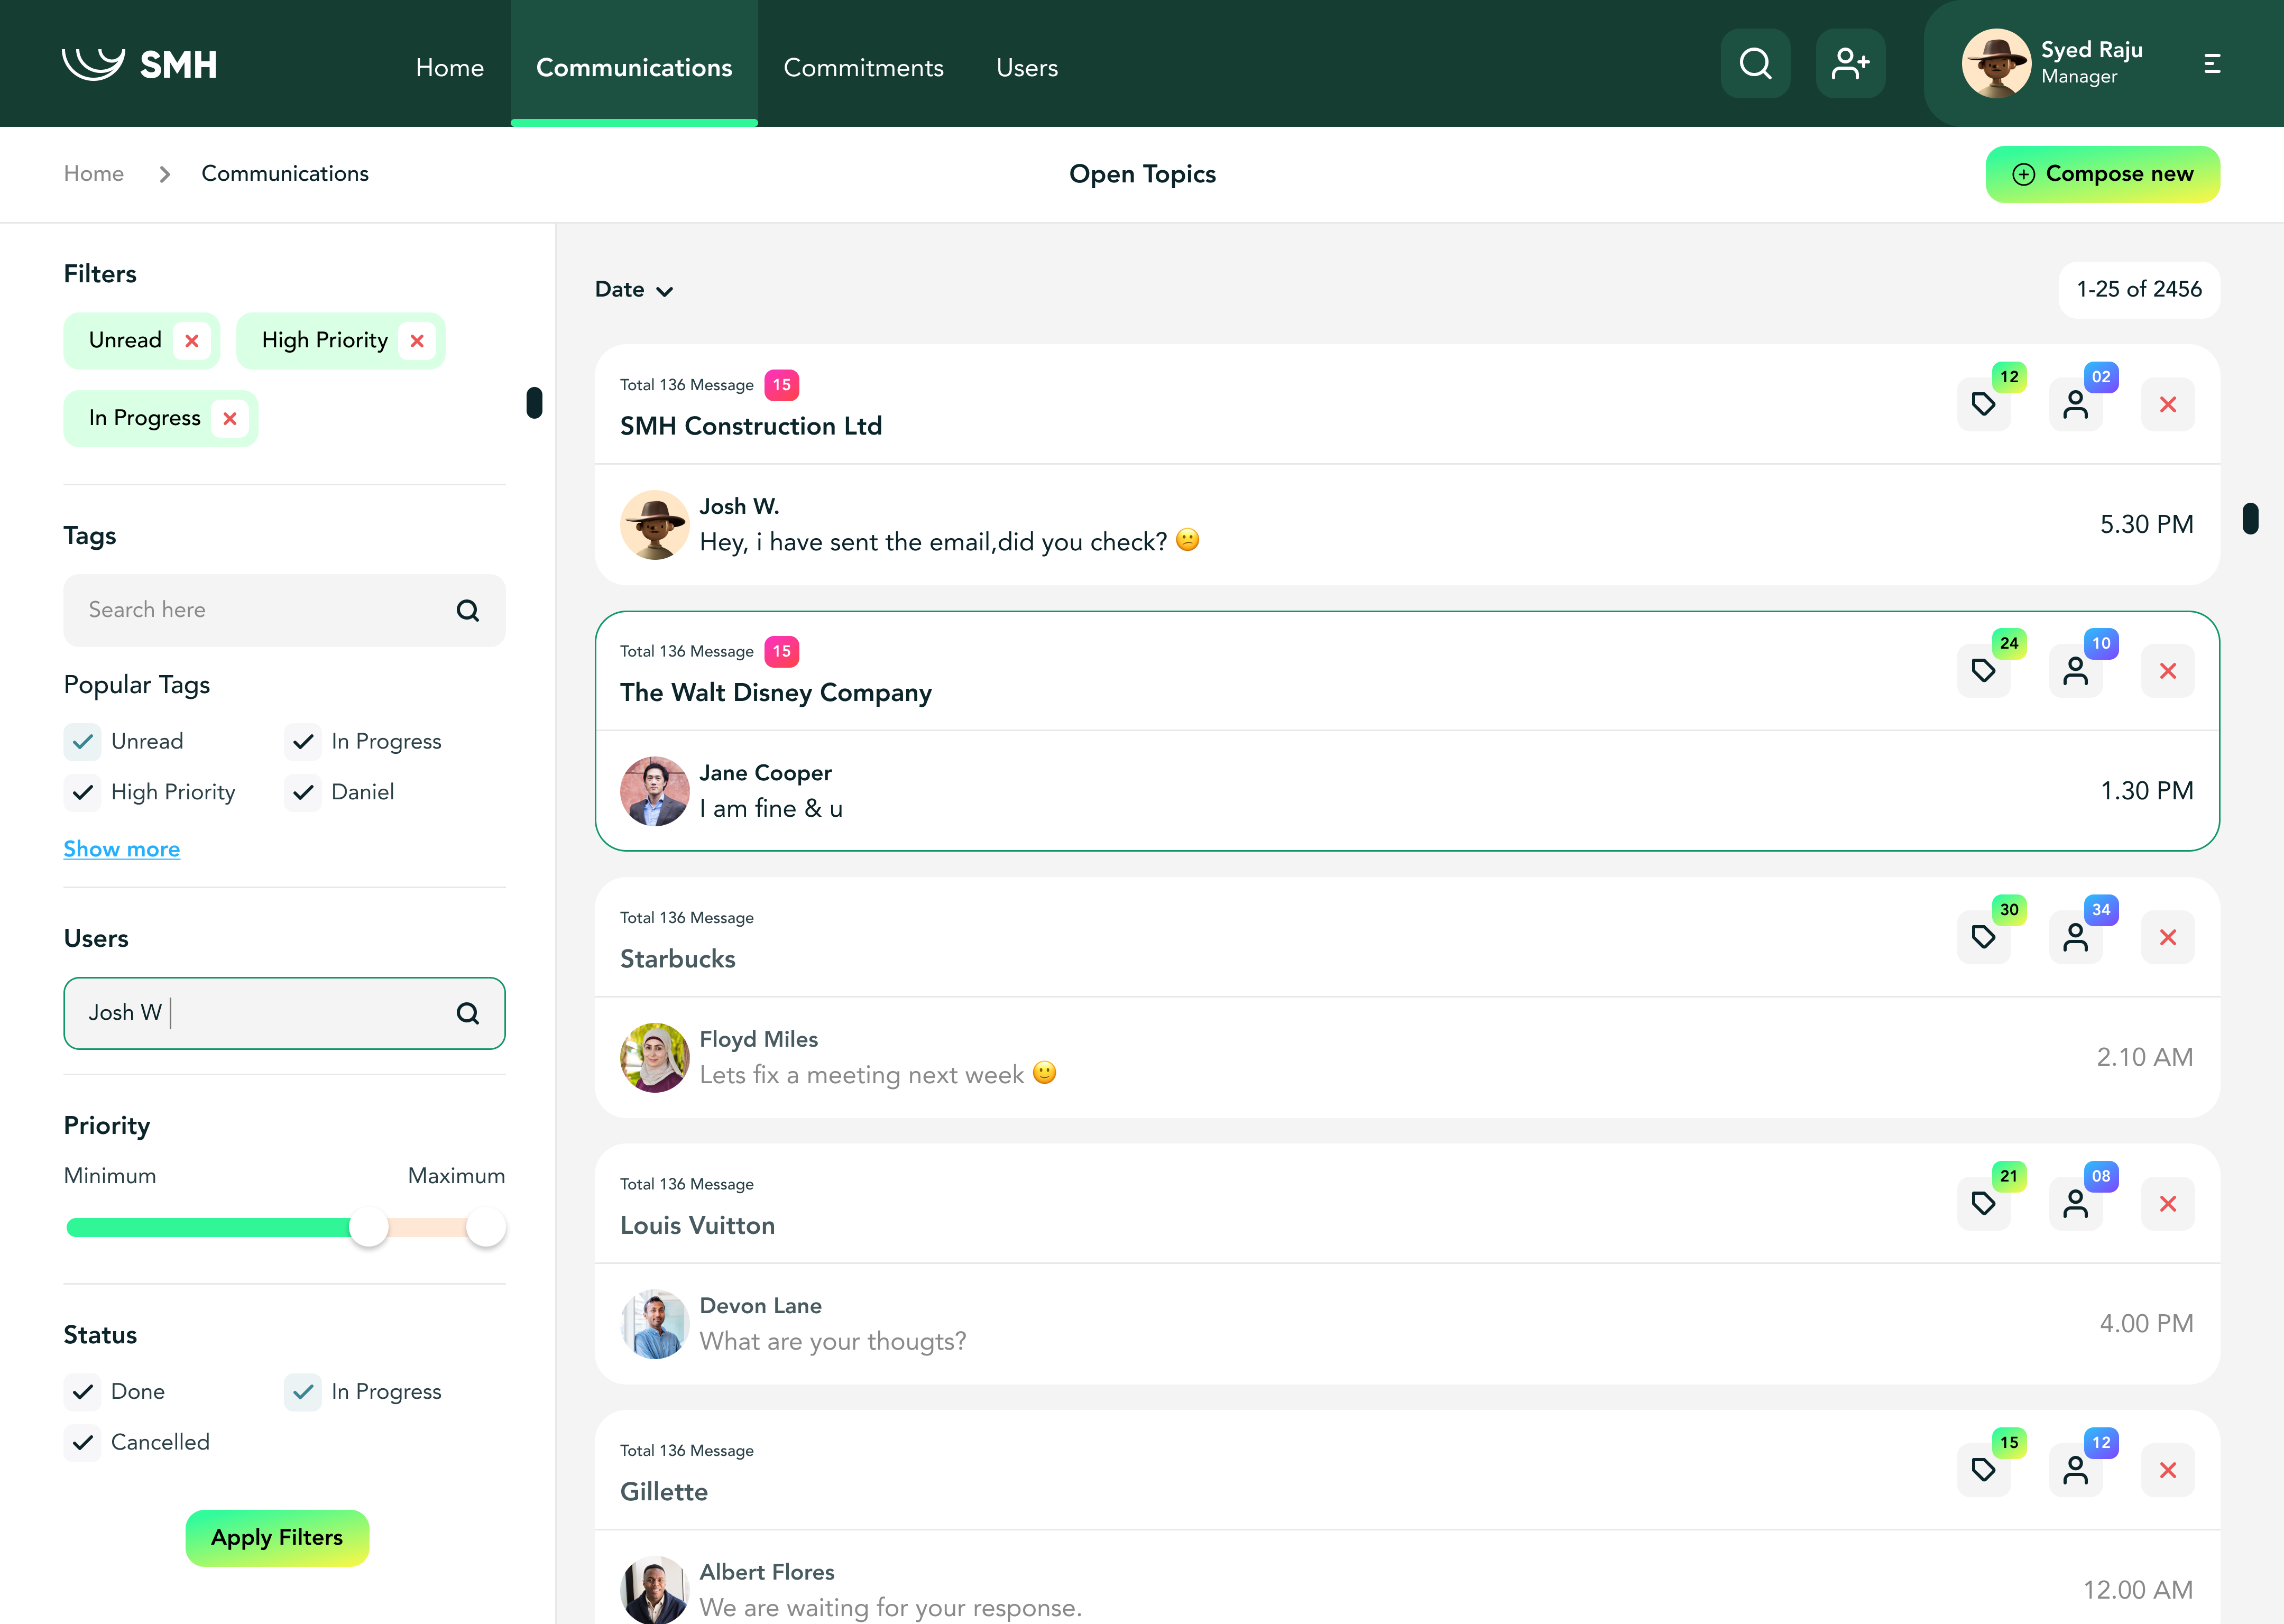 SMH
Home
Communications
Commitments
Users
Syed Raju
Manager
Home
Communications
Open Topics
Compose new
Filters
Unread
High Priority
In Progress
Tags
Search here
Popular Tags
Unread
In Progress
High Priority
Daniel
Show more
Users
Josh W
Priority
Minimum
Maximum
Status
Done
In Progress
Cancelled
Apply Filters
Date
1-25 of 2456
Total 136 Message
15
SMH Construction Ltd
12
02
Josh W.
Hey, i have sent the email,did you check? 😕
5.30 PM
Total 136 Message
15
The Walt Disney Company
24
10
Jane Cooper
I am fine & u
1.30 PM
Total 136 Message
Starbucks
30
34
Floyd Miles
Lets fix a meeting next week 🙂
2.10 AM
Total 136 Message
Louis Vuitton
21
08
Devon Lane
What are your thougts?
4.00 PM
Total 136 Message
Gillette
15
12
Albert Flores
We are waiting for your response.
12.00 AM